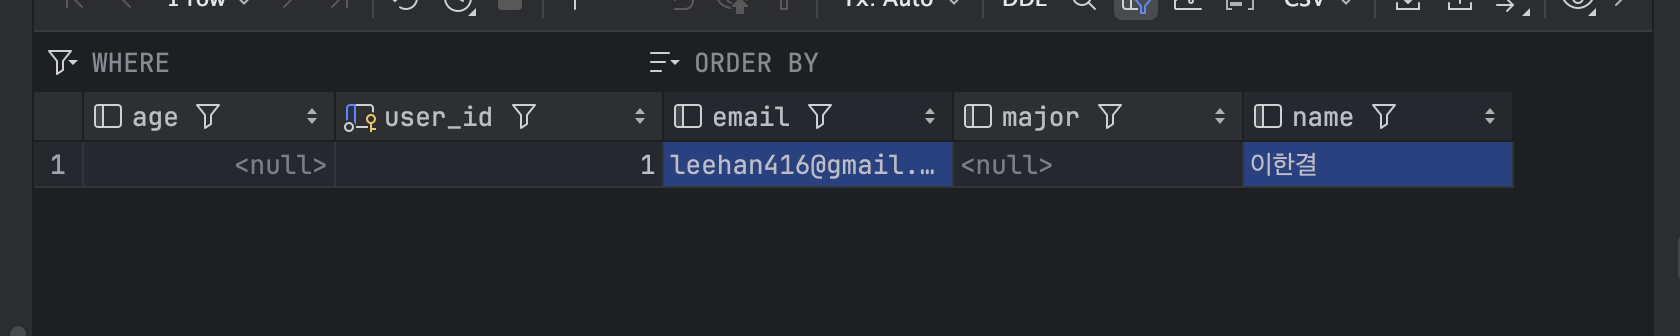 1 row Tx: Auto DDL CSV
WHERE ORDER BY
age user_id email major name
1 <null> 1 leehan416@gmail.… <null> 이한결